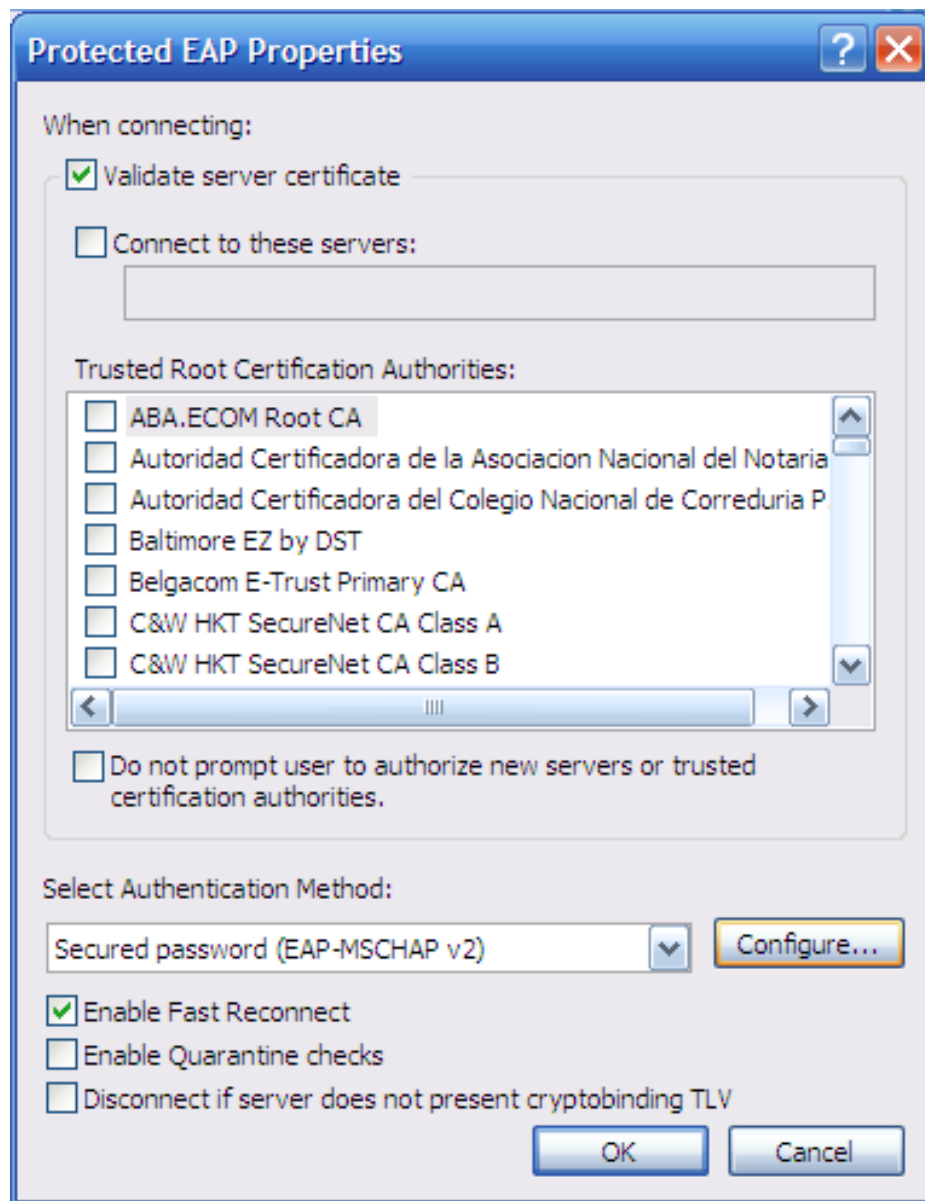 Protected EAP Properties
When connecting:
Validate server certificate
Connect to these servers:
Trusted Root Certification Authorities:
ABA.ECOM Root CA
Autoridad Certificadora de la Asociacion Nacional del Notaria
Autoridad Certificadora del Colegio Nacional de Correduria P.
Baltimore EZ by DST
Belgacom E-Trust Primary CA
C&W HKT SecureNet CA Class A
C&W HKT SecureNet CA Class B
Do not prompt user to authorize new servers or trusted
certification authorities.
Select Authentication Method:
Secured password (EAP-MSCHAP v2)
Configure...
Enable Fast Reconnect
Enable Quarantine checks
Disconnect if server does not present cryptobinding TLV
OK
Cancel